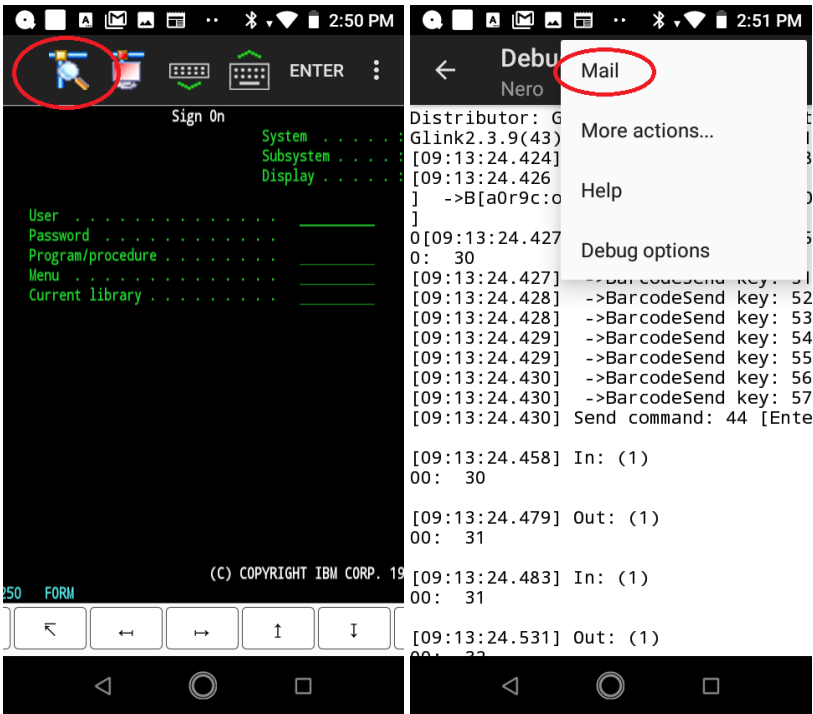 2:50 PM
ENTER
Sign On
System . . . . . :
Subsystem . . . . :
Display . . . . . :
User . . . . . . . . . . . . . .
Password . . . . . . . . . . . .
Program/procedure . . . . . . . .
Menu . . . . . . . . . . . . . .
Current library . . . . . . . . .
(C) COPYRIGHT IBM CORP. 19
250 FORM
2:51 PM
Debu
Nero
Mail
More actions...
Help
Debug options
Distributor: G
Glink2.3.9(43)
[09:13:24.424]
[09:13:24.426
] ->B[a0r9c:o
]
0[09:13:24.427
0: 30
[09:13:24.427] ->BarcodeSend key: 51
[09:13:24.428] ->BarcodeSend key: 52
[09:13:24.428] ->BarcodeSend key: 53
[09:13:24.429] ->BarcodeSend key: 54
[09:13:24.429] ->BarcodeSend key: 55
[09:13:24.430] ->BarcodeSend key: 56
[09:13:24.430] ->BarcodeSend key: 57
[09:13:24.430] Send command: 44 [Ente
[09:13:24.458] In: (1)
00: 30
[09:13:24.479] Out: (1)
00: 31
[09:13:24.483] In: (1)
00: 31
[09:13:24.531] Out: (1)
00: 32